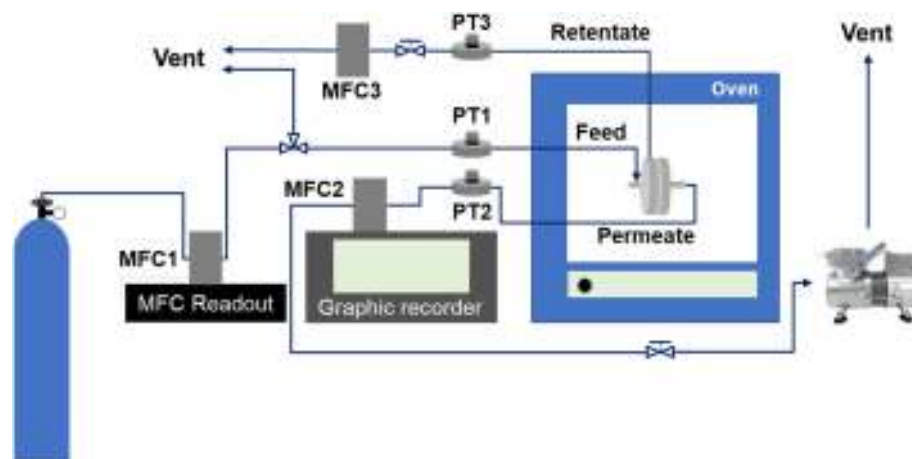 PT3
Retentate
Vent
Vent
MFC3
Oven
PT1
Feed
MFC2
PT2
Permeate
MFC1
MFC Readout
Graphic recorder